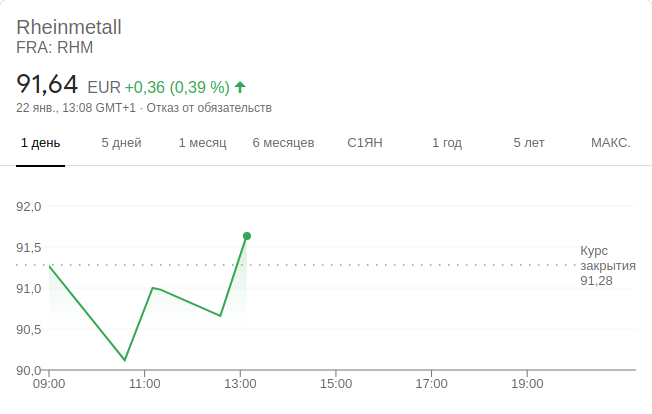 Rheinmetall
FRA: RHM
91,64 EUR +0,36 (0,39 %)
22 янв., 13:08 GMT+1 · Отказ от обязательств
1 день 5 дней 1 месяц 6 месяцев С1ЯН 1 год 5 лет МАКС.
92,0
91,5
91,0
90,5
90,0
Курс
закрытия
91,28
09:00 11:00 13:00 15:00 17:00 19:00